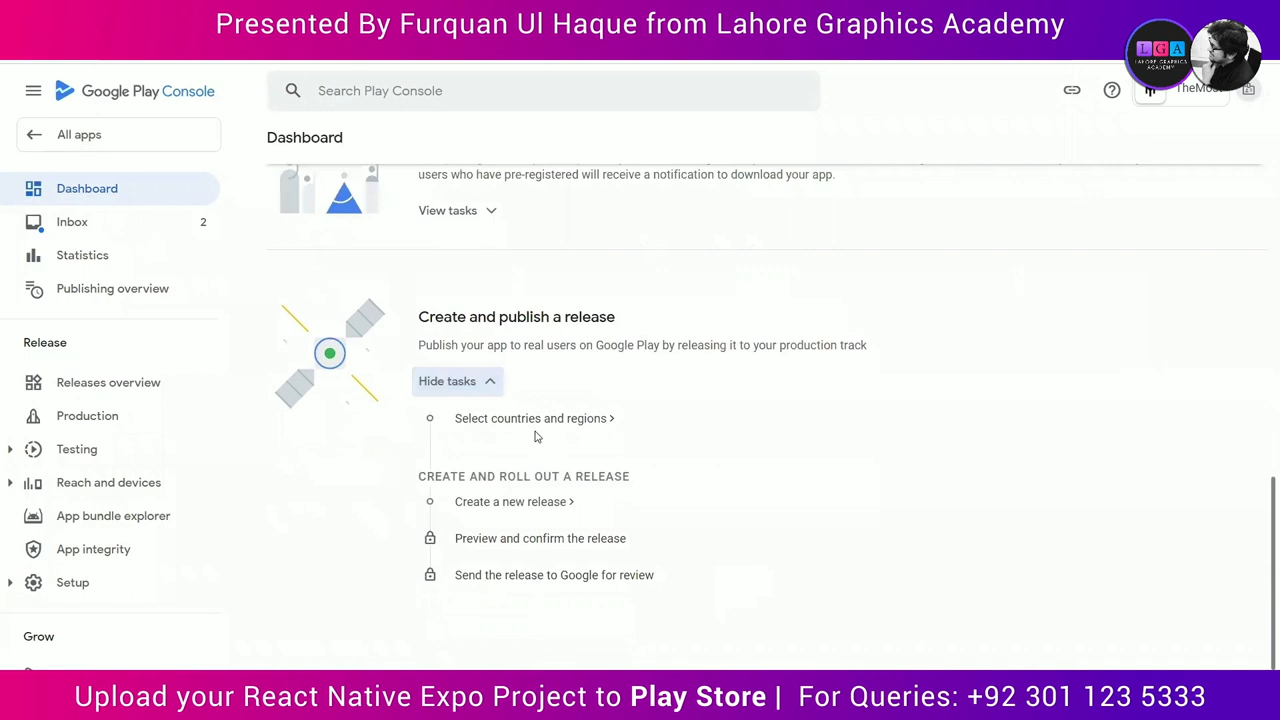 Presented By Furquan Ul Haque from Lahore Graphics Academy
LGA
LAHORE GRAPHICS
ACADEMY
Google Play Console
Search Play Console
All apps
Dashboard
users who have pre-registered will receive a notification to download your app.
View tasks
Dashboard
Inbox 2
Statistics
Publishing overview
Release
Releases overview
Production
Testing
Reach and devices
App bundle explorer
App integrity
Setup
Grow
Create and publish a release
Publish your app to real users on Google Play by releasing it to your production track
Hide tasks
Select countries and regions >
CREATE AND ROLL OUT A RELEASE
Create a new release >
Preview and confirm the release
Send the release to Google for review
Upload your React Native Expo Project to Play Store | For Queries: +92 301 123 5333